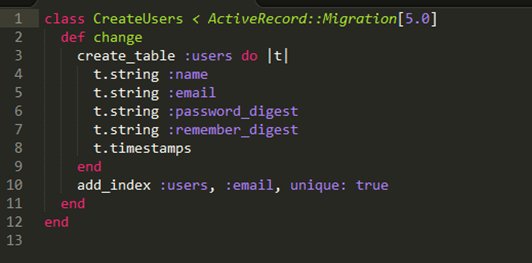 1 class CreateUsers < ActiveRecord::Migration[5.0]
2   def change
3     create_table :users do |t|
4       t.string :name
5       t.string :email
6       t.string :password_digest
7       t.string :remember_digest
8       t.timestamps
9     end
10     add_index :users, :email, unique: true
11   end
12 end
13